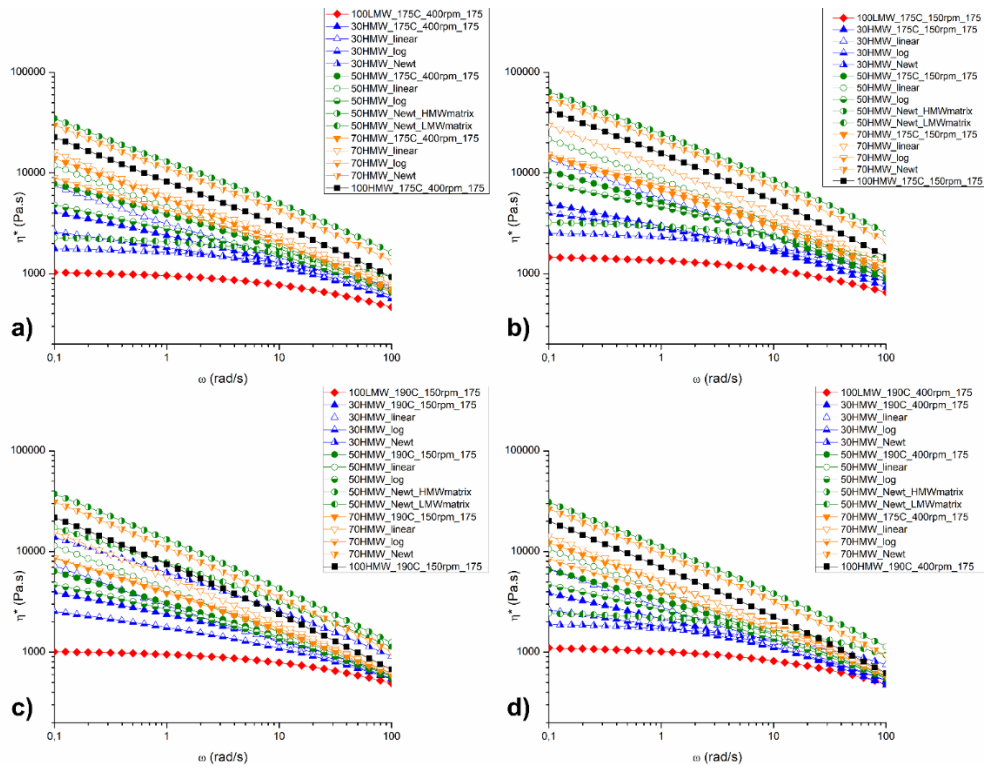 100LMW_175C_400rpm_175
30HMW_175C_400rpm_175
30HMW_linear
30HMW_log
30HMW_Newt
50HMW_175C_400rpm_175
50HMW_linear
50HMW_log
50HMW_Newt_HMWmatrix
50HMW_Newt_LMWmatrix
70HMW_175C_400rpm_175
70HMW_linear
70HMW_log
70HMW_Newt
100HMW_175C_400rpm_175
100000
10000
1000
η* (Pa.s)
a)
0,1
1
10
100
ω (rad/s)
100LMW_175C_150rpm_175
30HMW_175C_150rpm_175
30HMW_linear
30HMW_log
30HMW_Newt
50HMW_175C_150rpm_175
50HMW_linear
50HMW_log
50HMW_Newt_HMWmatrix
50HMW_Newt_LMWmatrix
70HMW_175C_150rpm_175
70HMW_linear
70HMW_log
70HMW_Newt
100HMW_175C_150rpm_175
100000
10000
1000
η* (Pa.s)
b)
0,1
1
10
100
ω (rad/s)
100LMW_190C_150rpm_175
30HMW_190C_150rpm_175
30HMW_linear
30HMW_log
30HMW_Newt
50HMW_190C_150rpm_175
50HMW_linear
50HMW_log
50HMW_Newt_HMWmatrix
50HMW_Newt_LMWmatrix
70HMW_190C_150rpm_175
70HMW_linear
70HMW_log
70HMW_Newt
100HMW_190C_150rpm_175
100000
10000
1000
η* (Pa.s)
c)
0,1
1
10
100
ω (rad/s)
100LMW_190C_400rpm_175
30HMW_190C_400rpm_175
30HMW_linear
30HMW_log
30HMW_Newt
50HMW_190C_400rpm_175
50HMW_linear
50HMW_log
50HMW_Newt_HMWmatrix
50HMW_Newt_LMWmatrix
70HMW_175C_400rpm_175
70HMW_linear
70HMW_log
70HMW_Newt
100HMW_190C_400rpm_175
100000
10000
1000
η* (Pa.s)
d)
0,1
1
10
100
ω (rad/s)